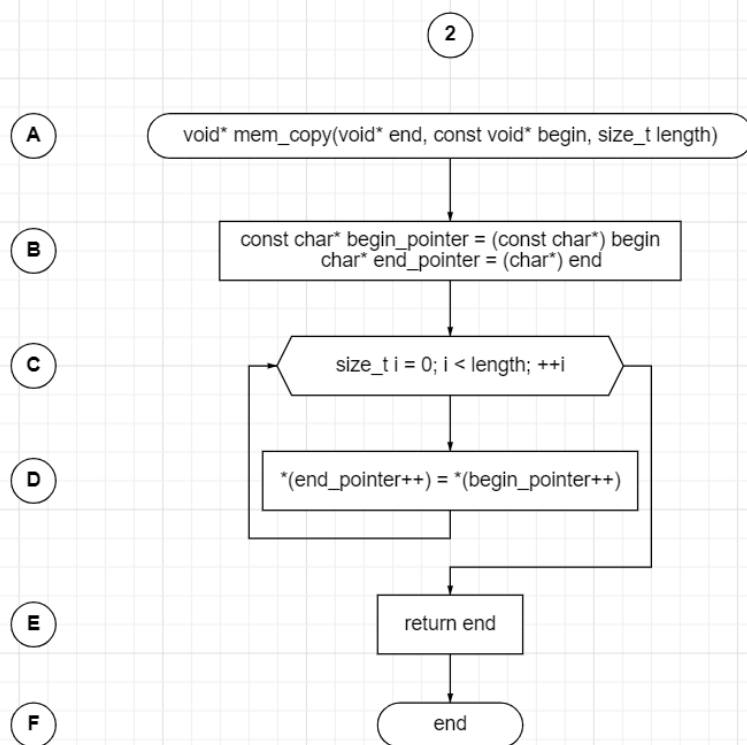 2
A
void* mem_copy(void* end, const void* begin, size_t length)
B
const char* begin_pointer = (const char*) begin
char* end_pointer = (char*) end
C
size_t i = 0; i < length; ++i
D
*(end_pointer++) = *(begin_pointer++)
E
return end
F
end